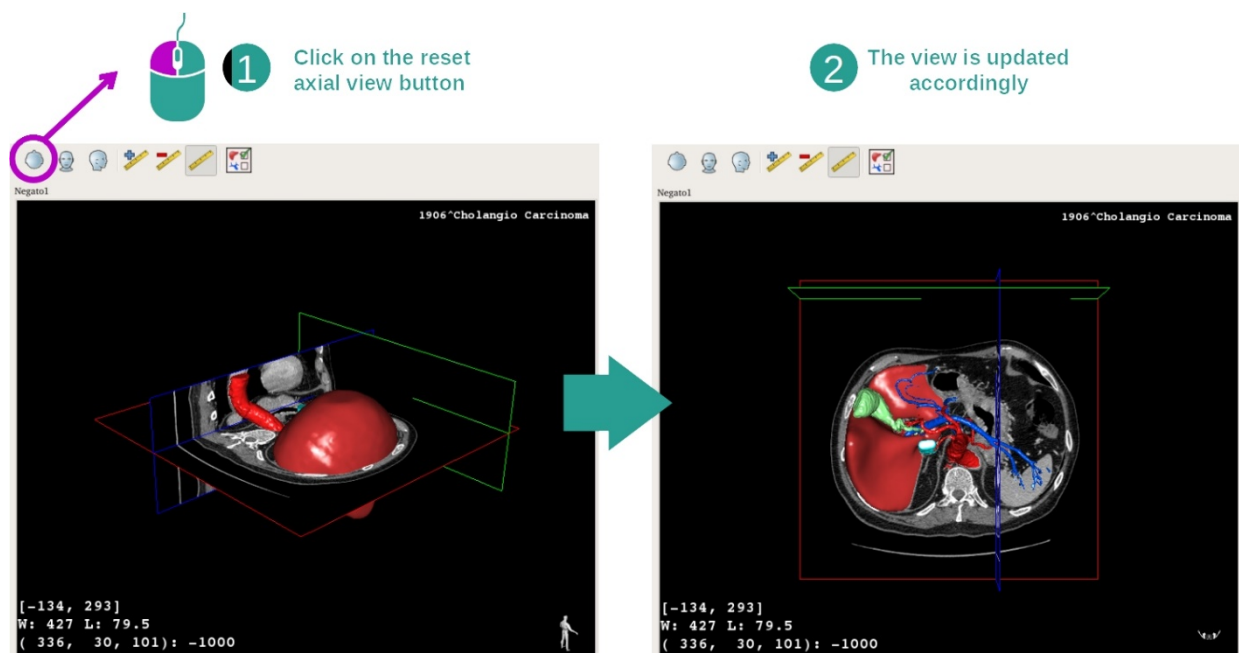 1
Click on the reset
axial view button
2
The view is updated
accordingly
Negato1
1906^Cholangio Carcinoma
[-134, 293]
W: 427 L: 79.5
( 336,  30, 101): -1000
Negato1
1906^Cholangio Carcinoma
[-134, 293]
W: 427 L: 79.5
( 336,  30, 101): -1000